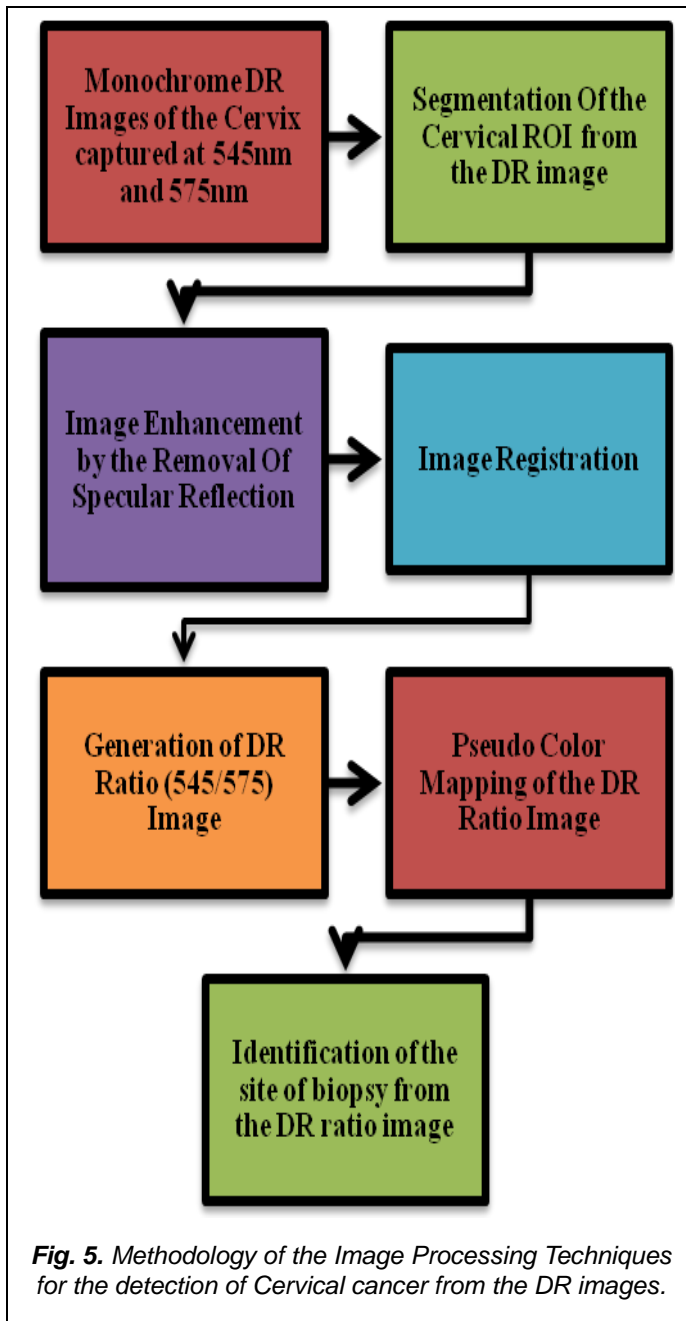 Monochrome DR
Images of the Cervix
captured at 545nm
and 575nm
Segmentation Of the
Cervical ROI from
the DR image
Image Enhancement
by the Removal Of
Specular Reflection
Image Registration
Generation of DR
Ratio (545/575)
Image
Pseudo Color
Mapping of the DR
Ratio Image
Identification of the
site of biopsy from
the DR ratio image
Fig. 5. Methodology of the Image Processing Techniques
for the detection of Cervical cancer from the DR images.